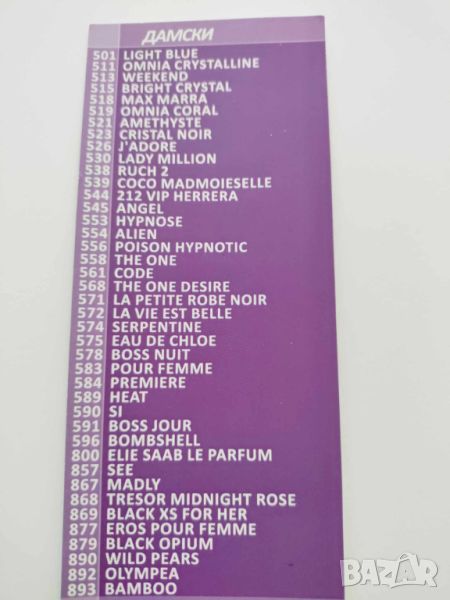 ДАМСКИ
501 LIGHT BLUE
511 OMNIA CRYSTALLINE
513 WEEKEND
515 BRIGHT CRYSTAL
518 MAX MARRA
519 OMNIA CORAL
521 AMETHYSTE
523 CRISTAL NOIR
526 J'ADORE
530 LADY MILLION
538 RUCH 2
539 COCO MADMOIESELLE
544 212 VIP HERRERA
545 ANGEL
553 HYPNOSE
554 ALIEN
556 POISON HYPNOTIC
558 THE ONE
561 CODE
568 THE ONE DESIRE
571 LA PETITE ROBE NOIR
572 LA VIE EST BELLE
574 SERPENTINE
575 EAU DE CHLOE
578 BOSS NUIT
583 POUR FEMME
584 PREMIERE
589 HEAT
590 SI
591 BOSS JOUR
596 BOMBSHELL
800 ELIE SAAB LE PARFUM
857 SEE
867 MADLY
868 TRESOR MIDNIGHT ROSE
869 BLACK XS FOR HER
877 EROS POUR FEMME
879 BLACK OPIUM
890 WILD PEARS
892 OLYMPEA
893 BAMBOO
BAZAR